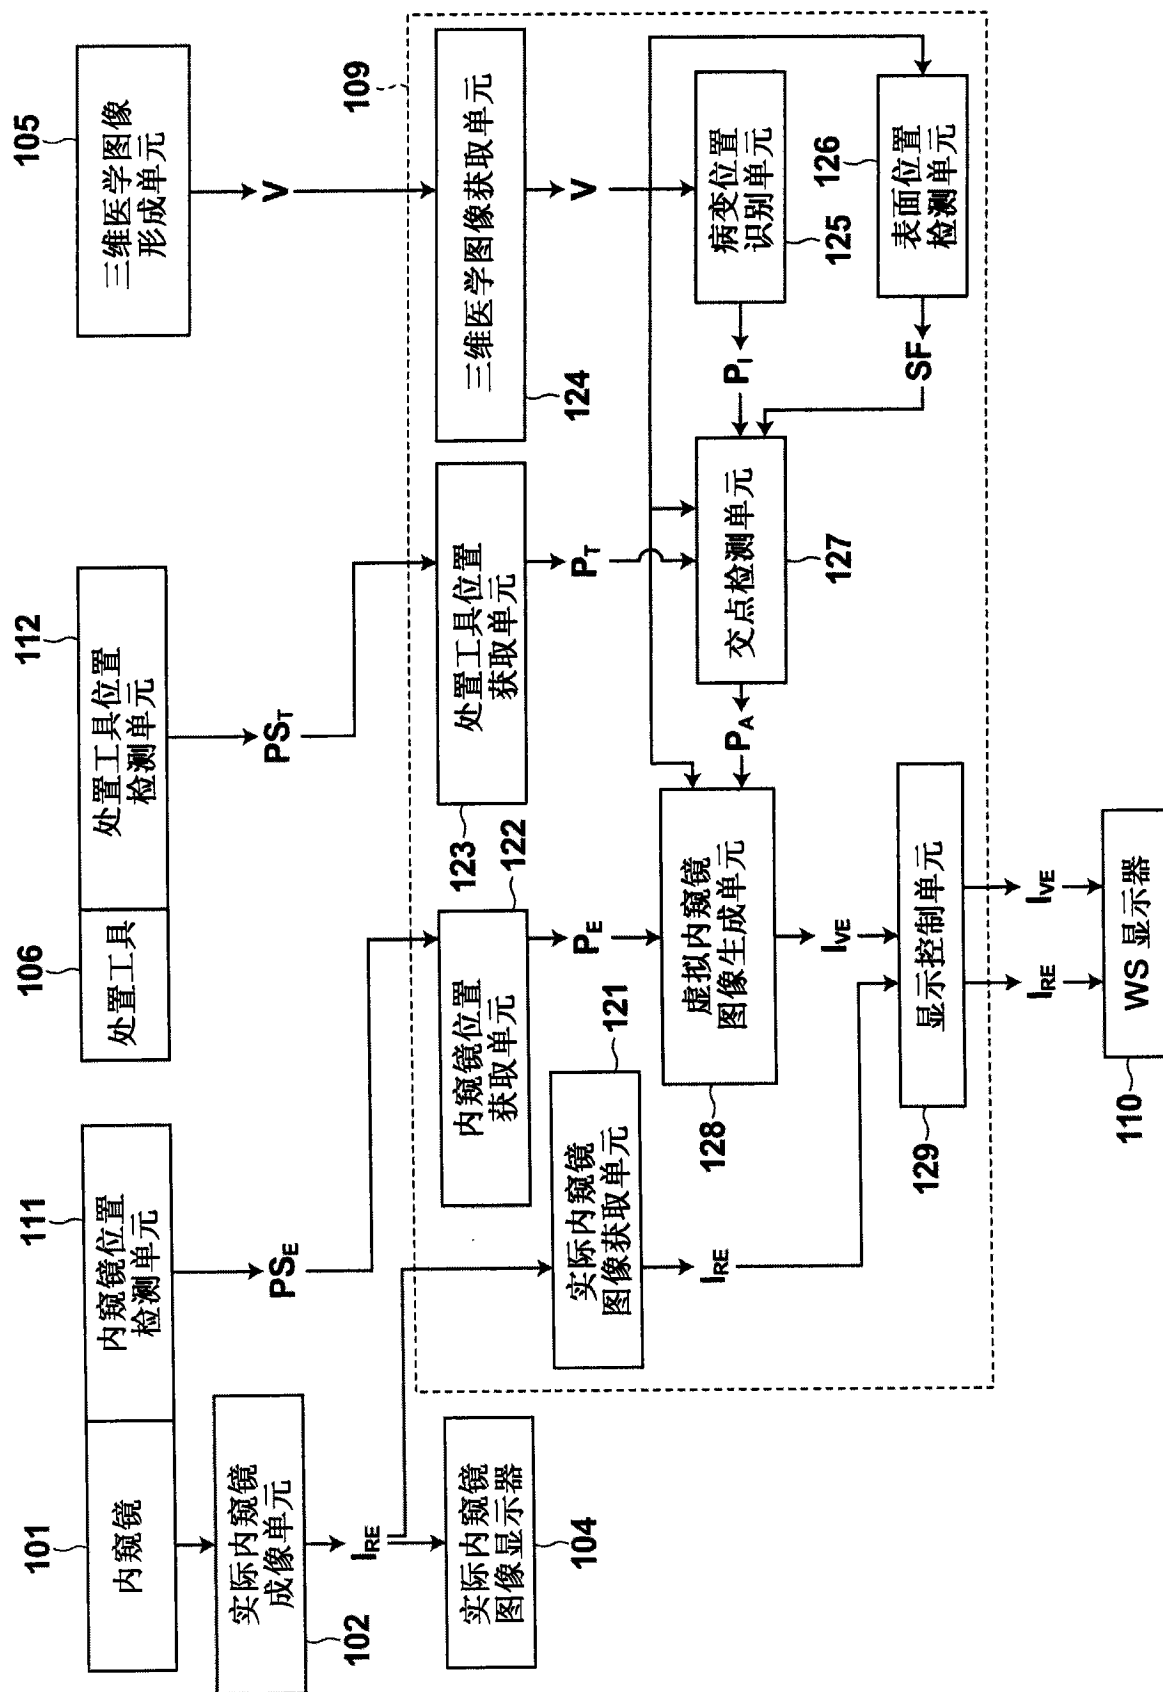 101
内窥镜
111
内窥镜位置
检测单元
106
处置工具
112
处置工具位置
检测单元
105
三维医学图像
形成单元
实际内窥镜
成像单元
102
PSE
PST
V
IRE
109
实际内窥镜
图像显示器
104
内窥镜位置
获取单元
122
处置工具位置
获取单元
123
三维医学图像获取单元
124
实际内窥镜
图像获取单元
121
PE
PT
V
IRE
虚拟内窥镜
图像生成单元
128
PA
交点检测单元
127
PI
病变位置
识别单元
125
IVE
SF
表面位置
检测单元
126
显示控制单元
129
IRE
IVE
WS 显示器
110